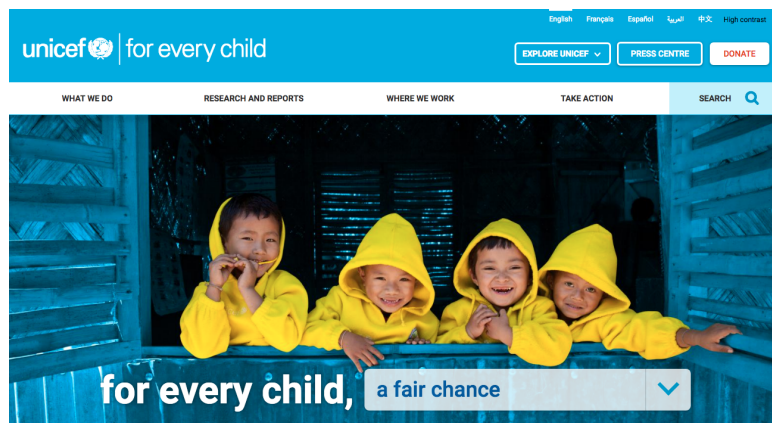 English Français Español العربية 中文 High contrast
unicef for every child
EXPLORE UNICEF PRESS CENTRE DONATE
WHAT WE DO RESEARCH AND REPORTS WHERE WE WORK TAKE ACTION SEARCH
for every child, a fair chance